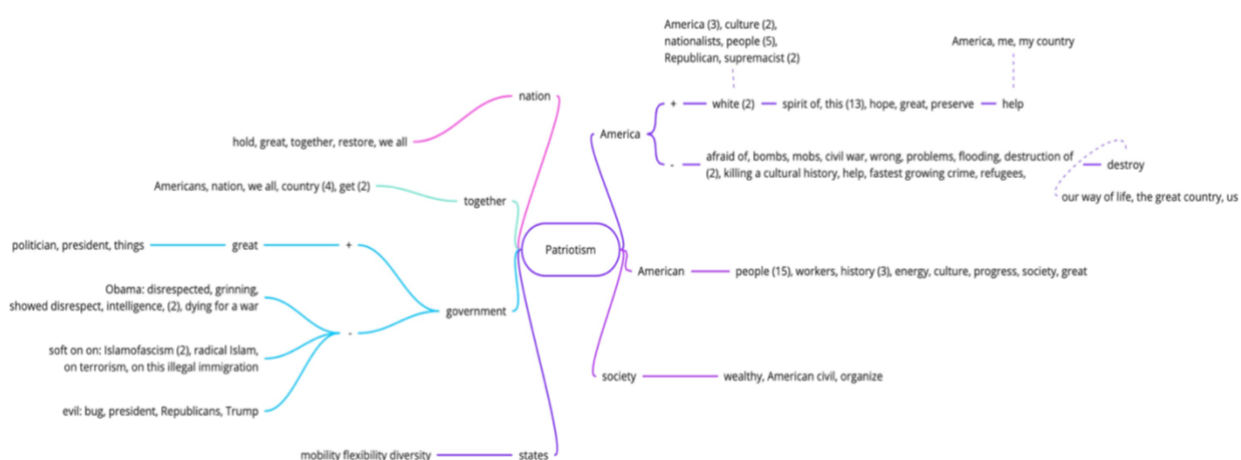 America (3), culture (2),
nationalists, people (5),
Republican, supremacist (2)
America, me, my country
nation
+ white (2) spirit of, this (13), hope, great, preserve help
America
hold, great, together, restore, we all
- afraid of, bombs, mobs, civil war, wrong, problems, flooding, destruction of
(2), killing a cultural history, help, fastest growing crime, refugees,
destroy
our way of life, the great country, us
Americans, nation, we all, country (4), get (2)
together
Patriotism
politician, president, things great +
American people (15), workers, history (3), energy, culture, progress, society, great
Obama: disrespected, grinning,
showed disrespect, intelligence, (2), dying for a war
government
-
soft on on: Islamofascism (2), radical Islam,
on terrorism, on this illegal immigration
society wealthy, American civil, organize
evil: bug, president, Republicans, Trump
mobility flexibility diversity states